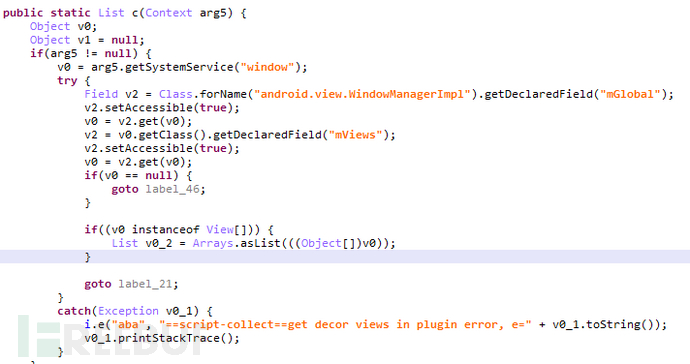 public static List c(Context arg5) {
    Object v0;
    Object v1 = null;
    if(arg5 != null) {
        v0 = arg5.getSystemService("window");
        try {
            Field v2 = Class.forName("android.view.WindowManagerImpl").getDeclaredField("mGlobal");
            v2.setAccessible(true);
            v0 = v2.get(v0);
            v2 = v0.getClass().getDeclaredField("mViews");
            v2.setAccessible(true);
            v0 = v2.get(v0);
            if(v0 == null) {
                goto label_46;
            }

            if((v0 instanceof View[])) {
                List v0_2 = Arrays.asList(((Object[])v0));
            }

            goto label_21;
        }
        catch(Exception v0_1) {
            i.e("aba", "==script-collect==get decor views in plugin error, e=" + v0_1.toString());
            v0_1.printStackTrace();
        }
FREEBUF